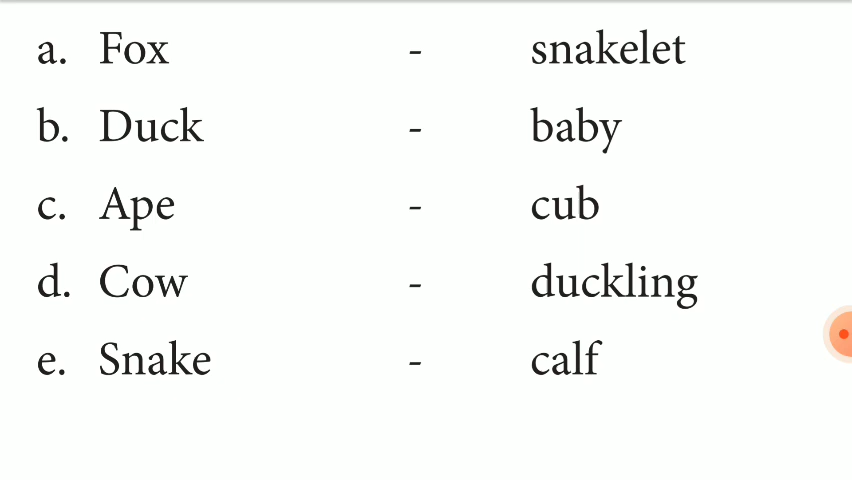 a. Fox - snakelet
b. Duck - baby
c. Ape - cub
d. Cow - duckling
e. Snake - calf